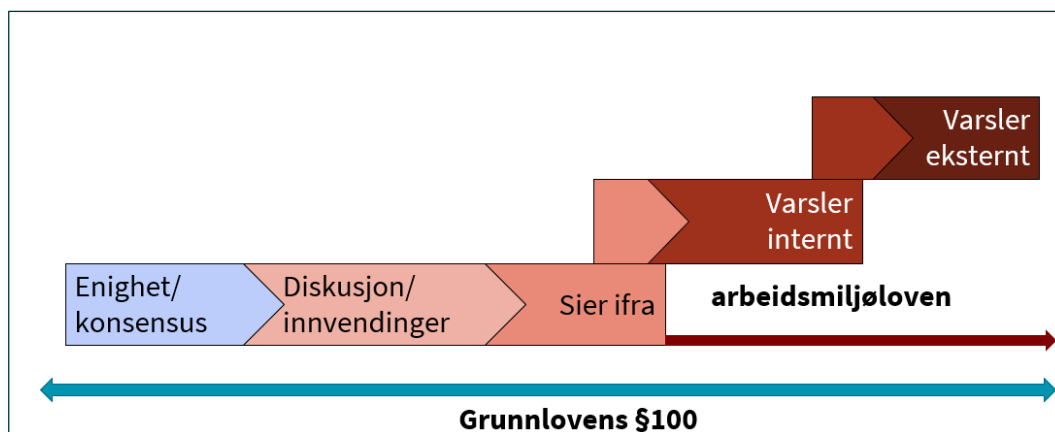 Varsler
eksternt
Varsler
internt
Enighet/
konsensus
Diskusjon/
innvendinger
Sier ifra
arbeidsmiljøloven
Grunnlovens §100